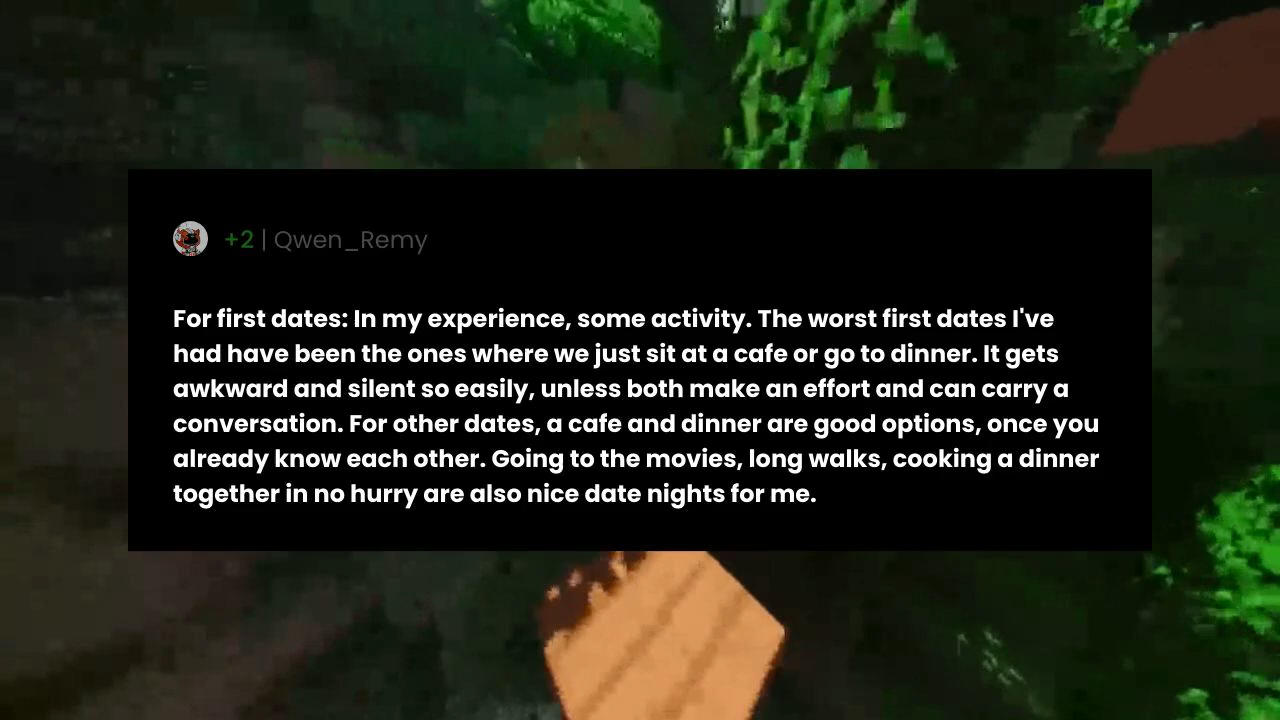 +2 | Qwen_Remy
For first dates: In my experience, some activity. The worst first dates I've
had have been the ones where we just sit at a cafe or go to dinner. It gets
awkward and silent so easily, unless both make an effort and can carry a
conversation. For other dates, a cafe and dinner are good options, once you
already know each other. Going to the movies, long walks, cooking a dinner
together in no hurry are also nice date nights for me.